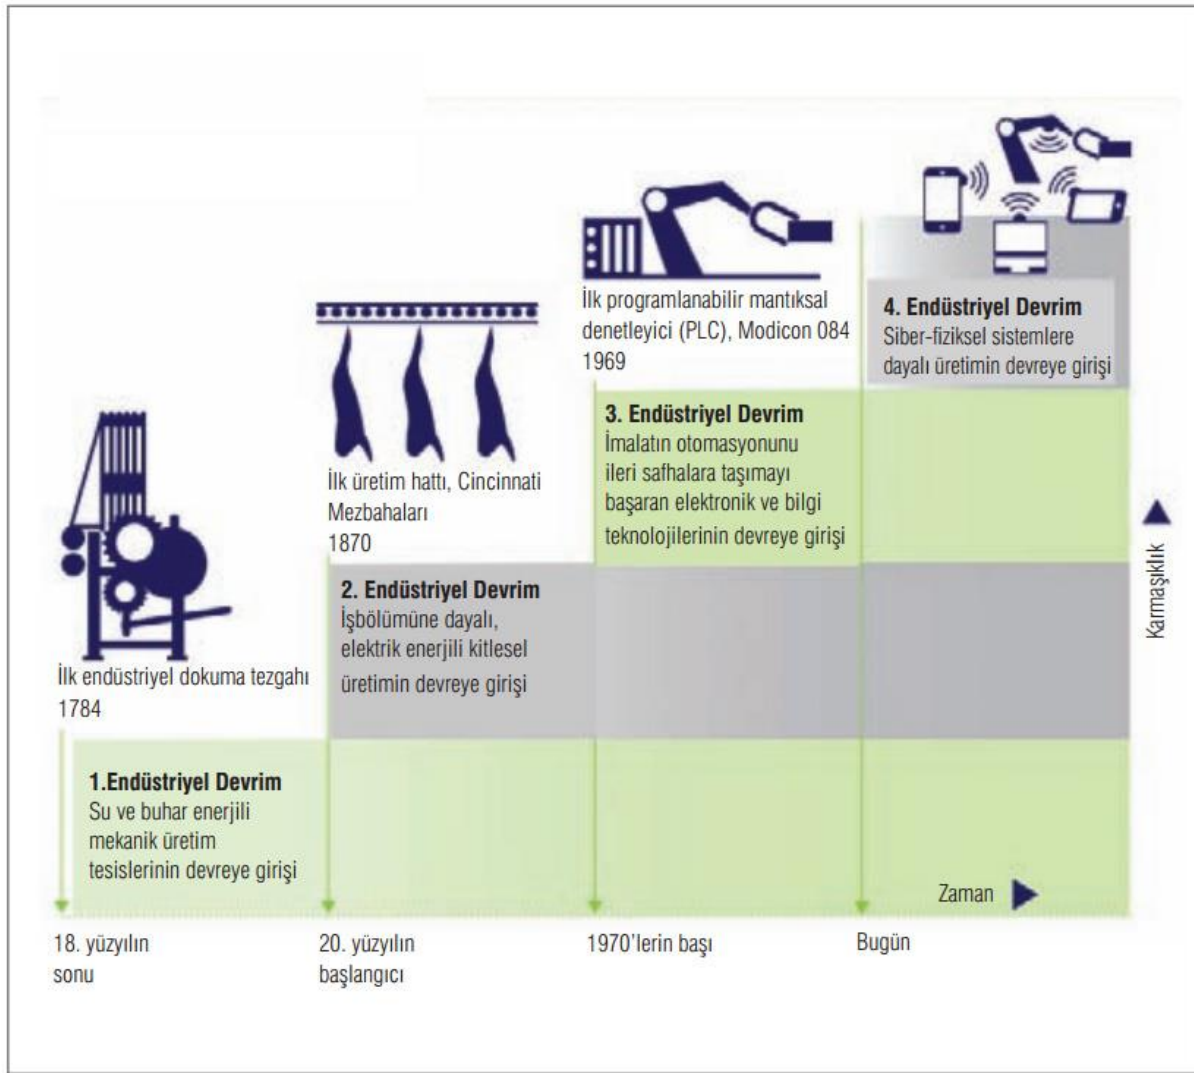 İlk endüstriyel dokuma tezgahı
1784
1.Endüstriyel Devrim
Su ve buhar enerjili
mekanik üretim
tesislerinin devreye girişi
18. yüzyılın
sonu
İlk üretim hattı, Cincinnati
Mezbahaları
1870
2. Endüstriyel Devrim
İşbölümüne dayalı,
elektrik enerjili kitlesel
üretimin devreye girişi
20. yüzyılın
başlangıcı
İlk programlanabilir mantıksal
denetleyici (PLC), Modicon 084
1969
3. Endüstriyel Devrim
İmalatın otomasyonunu
ileri safhalara taşımayı
başaran elektronik ve bilgi
teknolojilerinin devreye girişi
1970'lerin başı
4. Endüstriyel Devrim
Siber-fiziksel sistemlere
dayalı üretimin devreye girişi
Bugün
Zaman
Karmaşıklık